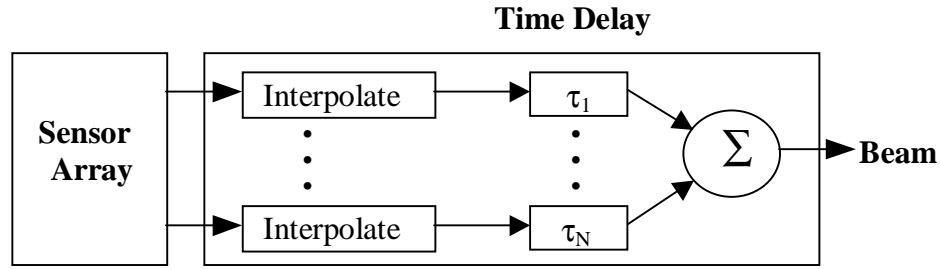 Time Delay
Sensor
Array
Interpolate
τ1
Σ
Beam
Interpolate
τN